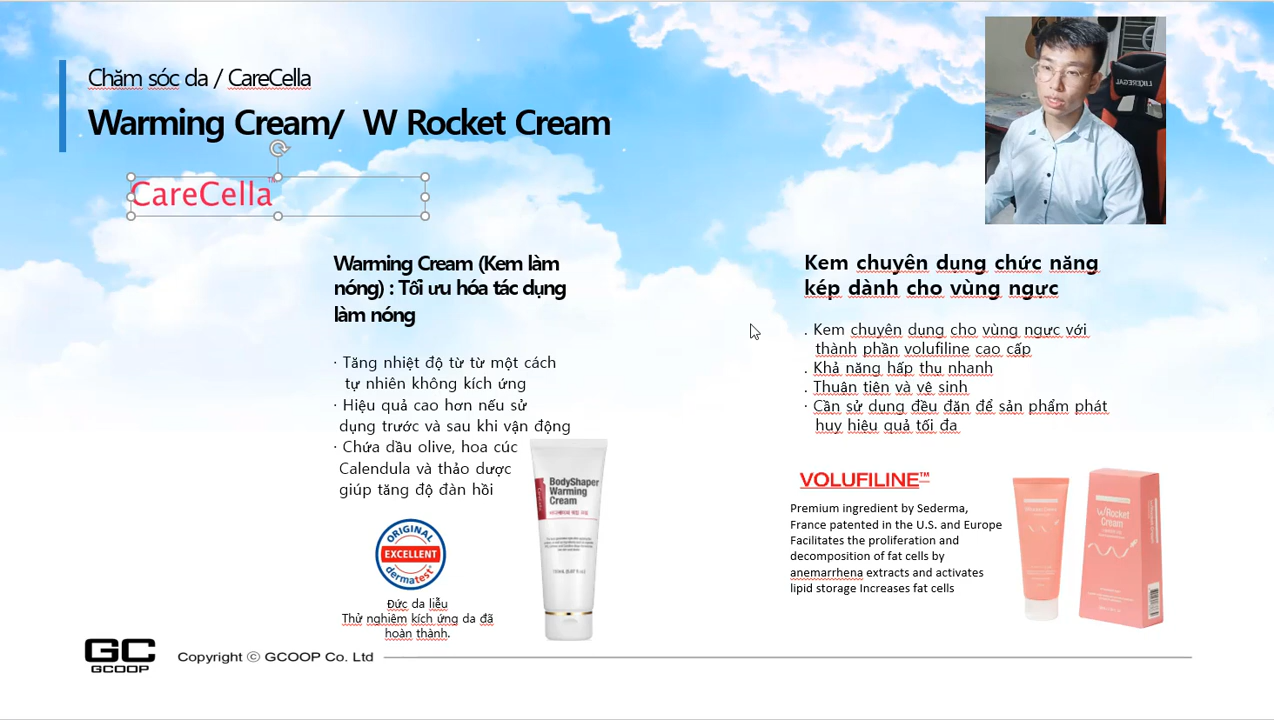 Chăm sóc da / CareCella
Warming Cream/ W Rocket Cream
CareCella™
Warming Cream (Kem làm
nóng) : Tối ưu hóa tác dụng
làm nóng
· Tăng nhiệt độ từ từ một cách
tự nhiên không kích ứng
· Hiệu quả cao hơn nếu sử
dụng trước và sau khi vận động
· Chứa dầu olive, hoa cúc
Calendula và thảo dược
giúp tăng độ đàn hồi
ORIGINAL
EXCELLENT
dermatest
Đức da liễu
Thử nghiệm kích ứng da đã
hoàn thành.
BodyShaper
Warming
Cream
Kem chuyên dụng chức năng
kép dành cho vùng ngực
. Kem chuyên dụng cho vùng ngực với
thành phần volufiline cao cấp
. Khả năng hấp thụ nhanh
. Thuận tiện và vệ sinh
· Cần sử dụng đều đặn để sản phẩm phát
huy hiệu quả tối đa
VOLUFILINE™
Premium ingredient by Sederma,
France patented in the U.S. and Europe
Facilitates the proliferation and
decomposition of fat cells by
anemarrhena extracts and activates
lipid storage Increases fat cells
WRocket
Cream
GC
GCOOP
Copyright ⓒ GCOOP Co. Ltd